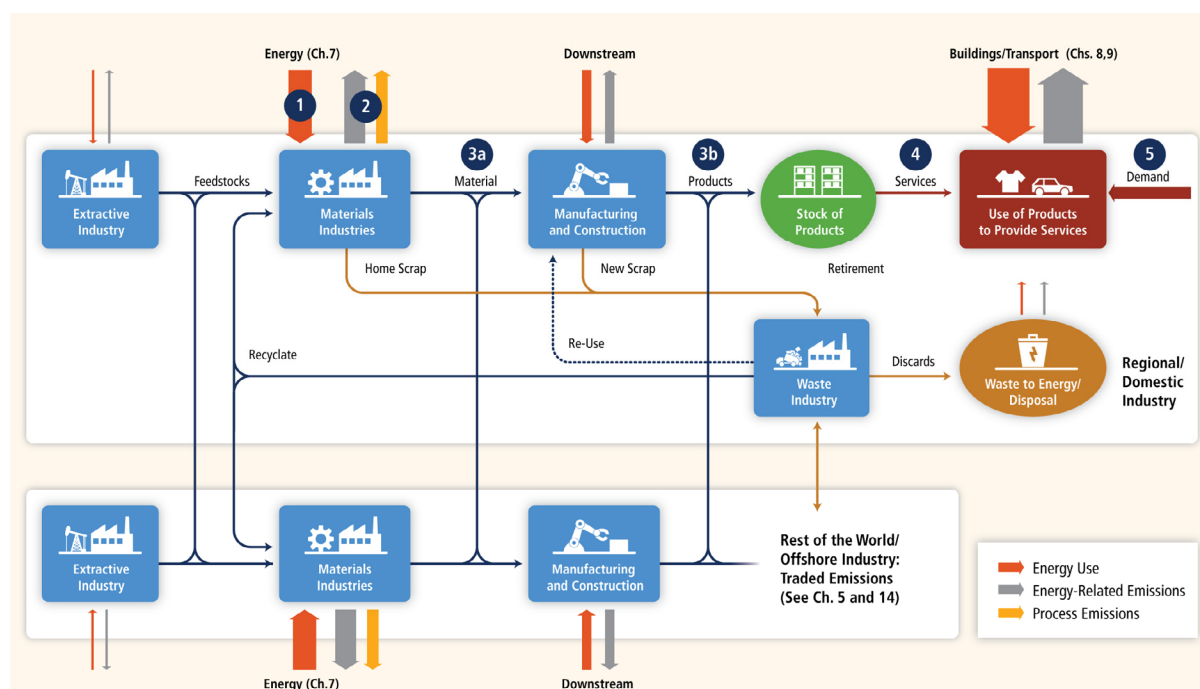 Energy (Ch.7)
Downstream
Buildings/Transport (Chs. 8,9)
1
2
3a
3b
4
5
Extractive
Industry
Feedstocks
Materials
Industries
Material
Manufacturing
and Construction
Products
Stock of
Products
Services
Use of Products
to Provide Services
Demand
Home Scrap
New Scrap
Retirement
Recyclate
Re-Use
Waste
Industry
Discards
Waste to Energy/
Disposal
Regional/
Domestic
Industry
Extractive
Industry
Materials
Industries
Manufacturing
and Construction
Rest of the World/
Offshore Industry:
Traded Emissions
(See Ch. 5 and 14)
Energy Use
Energy-Related Emissions
Process Emissions
Energy (Ch.7)
Downstream